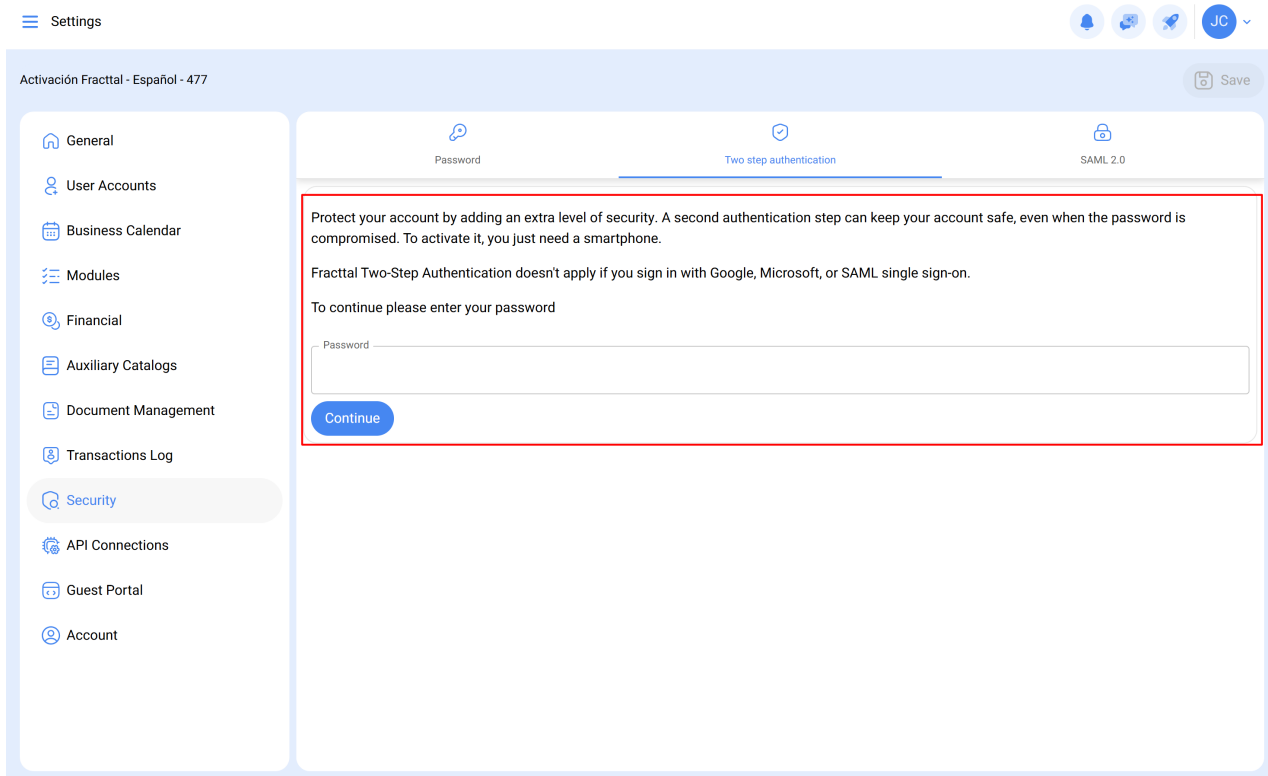 Settings
JC
Activación Fracttal - Español - 477
Save
General
User Accounts
Business Calendar
Modules
Financial
Auxiliary Catalogs
Document Management
Transactions Log
Security
API Connections
Guest Portal
Account
Password
Two step authentication
SAML 2.0
Protect your account by adding an extra level of security. A second authentication step can keep your account safe, even when the password is
compromised. To activate it, you just need a smartphone.
Fracttal Two-Step Authentication doesn't apply if you sign in with Google, Microsoft, or SAML single sign-on.
To continue please enter your password
Password
Continue